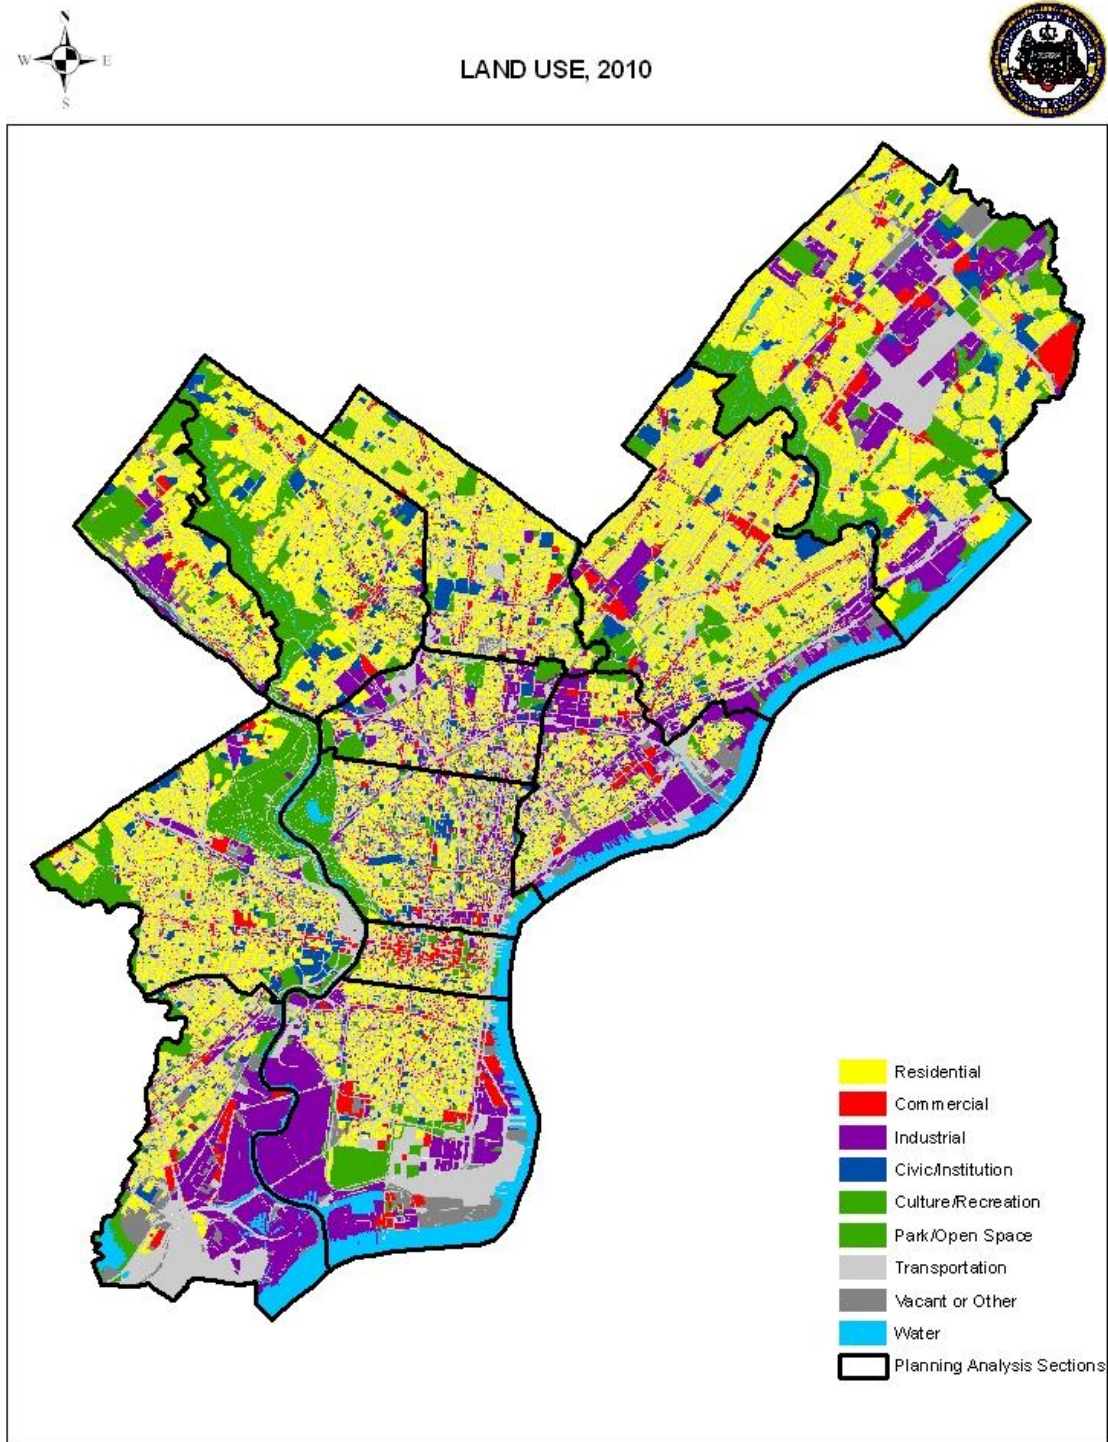 N
W E
S
LAND USE, 2010
Residential
Commercial
Industrial
Civic/Institution
Culture/Recreation
Park/Open Space
Transportation
Vacant or Other
Water
Planning Analysis Sections